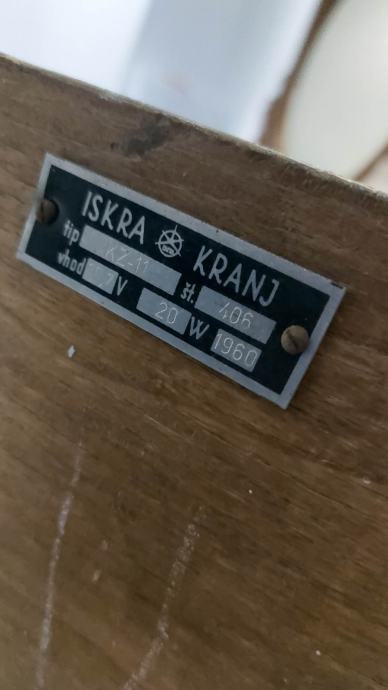 ISKRA KRANJ
tip KZ-11 št. 406
vhod V 20 W 1960